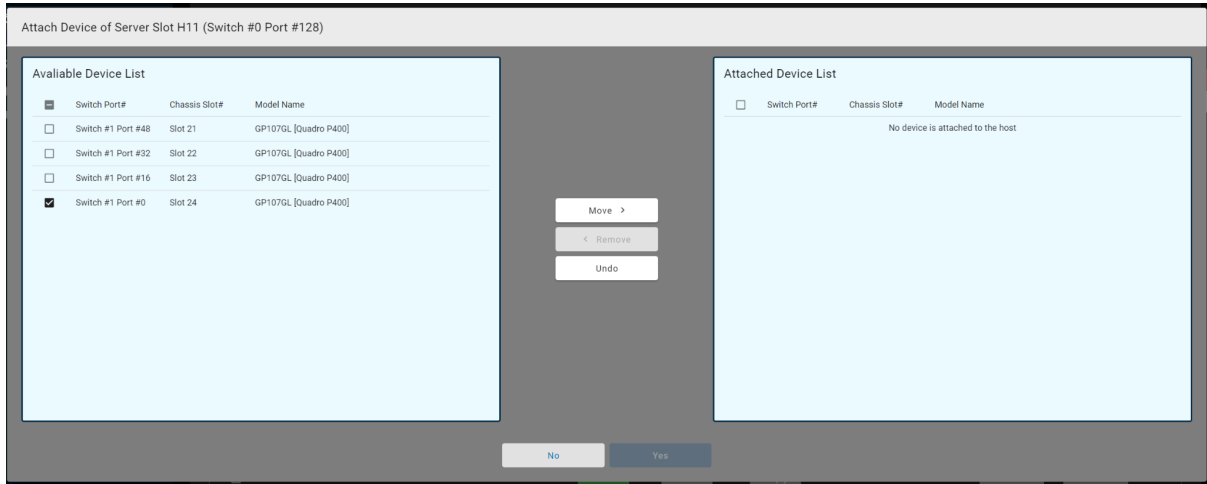 Attach Device of Server Slot H11 (Switch #0 Port #128)
Avaliable Device List
Switch Port# Chassis Slot# Model Name
Switch #1 Port #48 Slot 21 GP107GL [Quadro P400]
Switch #1 Port #32 Slot 22 GP107GL [Quadro P400]
Switch #1 Port #16 Slot 23 GP107GL [Quadro P400]
Switch #1 Port #0 Slot 24 GP107GL [Quadro P400]
Move >
< Remove
Undo
Attached Device List
Switch Port# Chassis Slot# Model Name
No device is attached to the host
No Yes